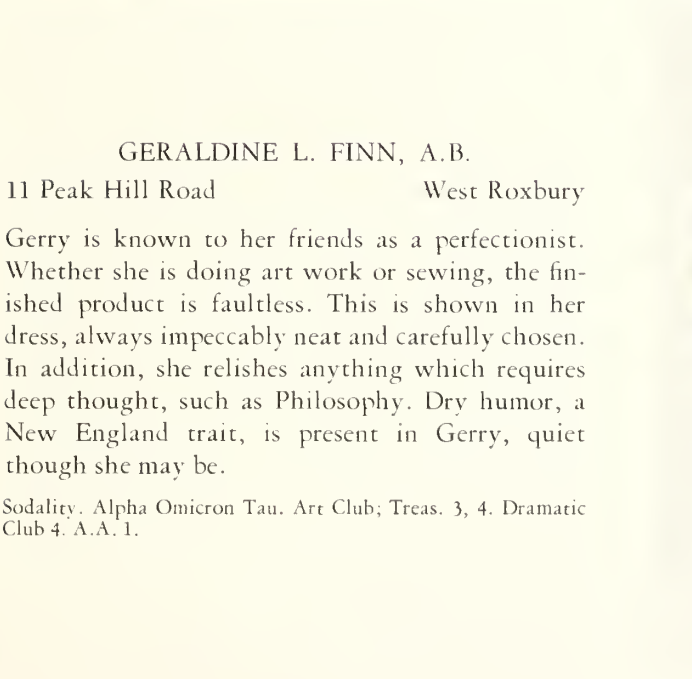 GERALDINE L. FINN, A.B.
11 Peak Hill Road West Roxbury
Gerry is known to her friends as a perfectionist.
Whether she is doing art work or sewing, the fin-
ished product is faultless. This is shown in her
dress, always impeccably neat and carefully chosen.
In addition, she relishes anything which requires
deep thought, such as Philosophy. Dry humor, a
New England trait, is present in Gerry, quiet
though she may be.
Sodality. Alpha Omicron Tau. Art Club; Treas. 3, 4. Dramatic
Club 4. A.A. 1.